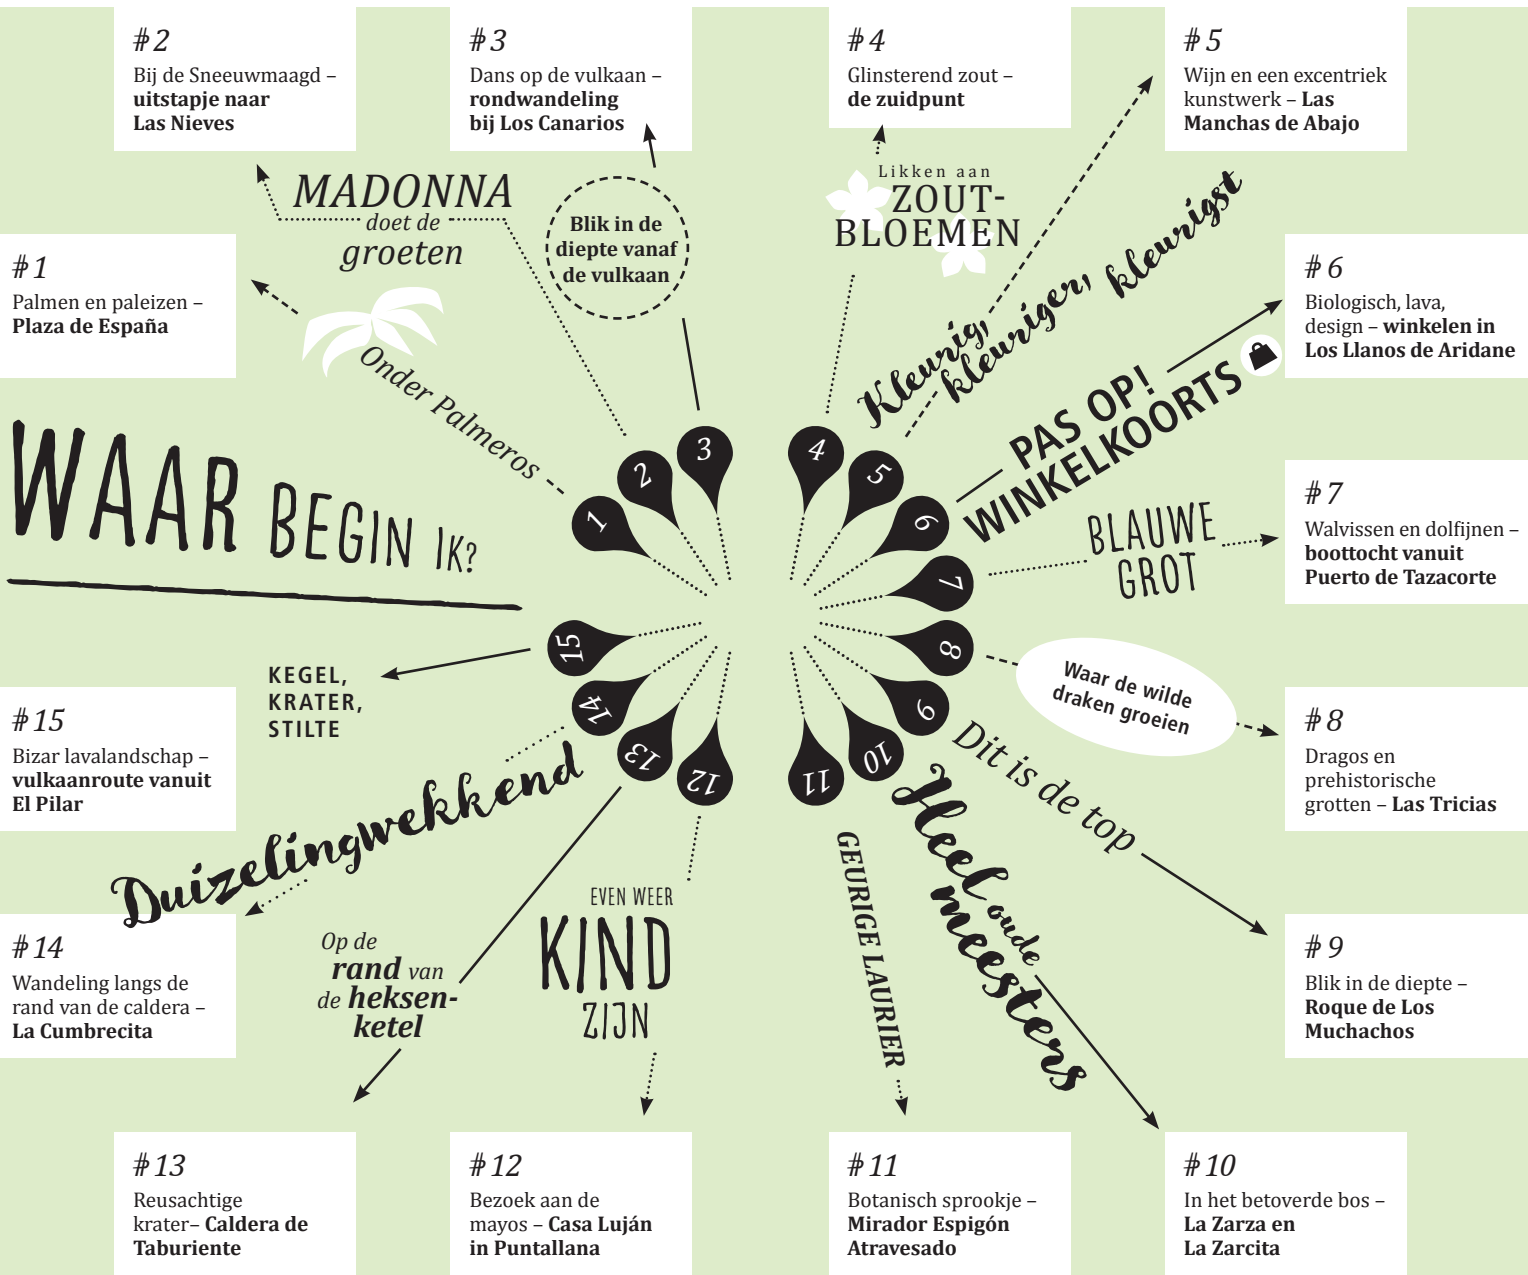 #2
Bij de Sneeuwmaagd –
uitstapje naar
Las Nieves
#3
Dans op de vulkaan –
rondwandeling
bij Los Canarios
#4
Glinsterend zout –
de zuidpunt
#5
Wijn en een excentriek
kunstwerk – Las
Manchas de Abajo
MADONNA
doet de
groeten
Blik in de
diepte vanaf
de vulkaan
Likken aan
ZOUT-
BLOEMEN
Kleurig,
kleuriger, kleurigst
#1
Palmen en paleizen –
Plaza de España
Onder Palmeros
#6
Biologisch, lava,
design – winkelen in
Los Llanos de Aridane
PAS OP!
WINKELKOORTS
WAAR BEGIN IK?
1
2
3
4
5
6
7
8
9
10
11
12
13
14
15
BLAUWE
GROT
#7
Walvissen en dolfijnen –
boottocht vanuit
Puerto de Tazacorte
KEGEL,
KRATER,
STILTE
Waar de wilde
draken groeien
#15
Bizar lavalandschap –
vulkaanroute vanuit
El Pilar
#8
Dragos en
prehistorische
grotten – Las Tricias
Duizelingwekkend
Dit is de top
Heel oude
meesters
GEURIGE LAURIER
EVEN WEER
KIND
ZIJN
Op de
rand van
de heksen-
ketel
#14
Wandeling langs de
rand van de caldera –
La Cumbrecita
#9
Blik in de diepte –
Roque de Los
Muchachos
#13
Reusachtige
krater– Caldera de
Taburiente
#12
Bezoek aan de
mayos – Casa Luján
in Puntallana
#11
Botanisch sprookje –
Mirador Espigón
Atravesado
#10
In het betoverde bos –
La Zarza en
La Zarcita